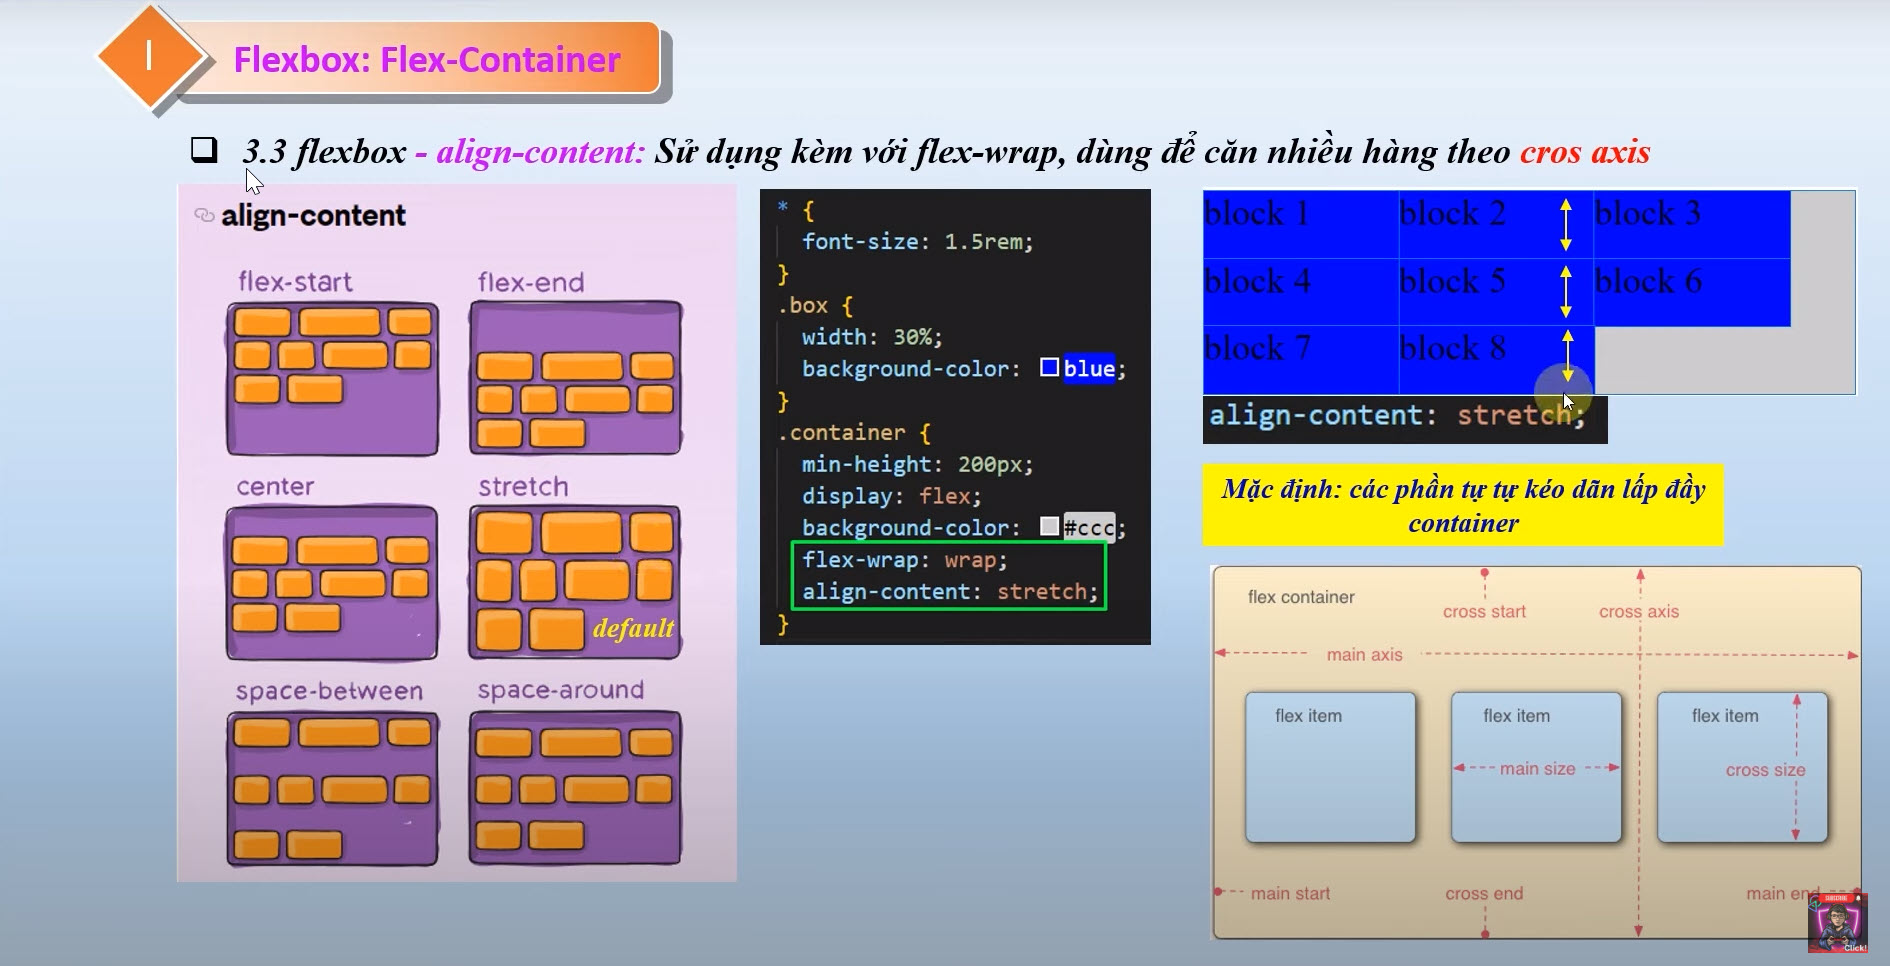 I
Flexbox: Flex-Container
3.3 flexbox - align-content: Sử dụng kèm với flex-wrap, dùng để căn nhiều hàng theo cros axis
align-content
flex-start
flex-end
center
stretch
default
space-between
space-around
* {
font-size: 1.5rem;
}
.box {
width: 30%;
background-color: blue;
}
.container {
min-height: 200px;
display: flex;
background-color: #ccc;
flex-wrap: wrap;
align-content: stretch;
}
block 1 block 2 block 3
block 4 block 5 block 6
block 7 block 8
align-content: stretch;
Mặc định: các phần tự tự kéo dãn lấp đầy
container
flex container
cross start
cross axis
main axis
flex item
flex item
flex item
main size
cross size
main start
cross end
main end
Click!